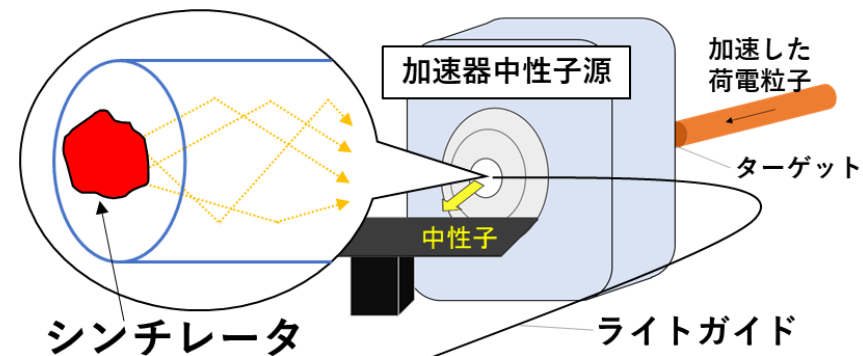 加速器中性子源
加速した
荷電粒子
ターゲット
中性子
シンチレータ
ライトガイド